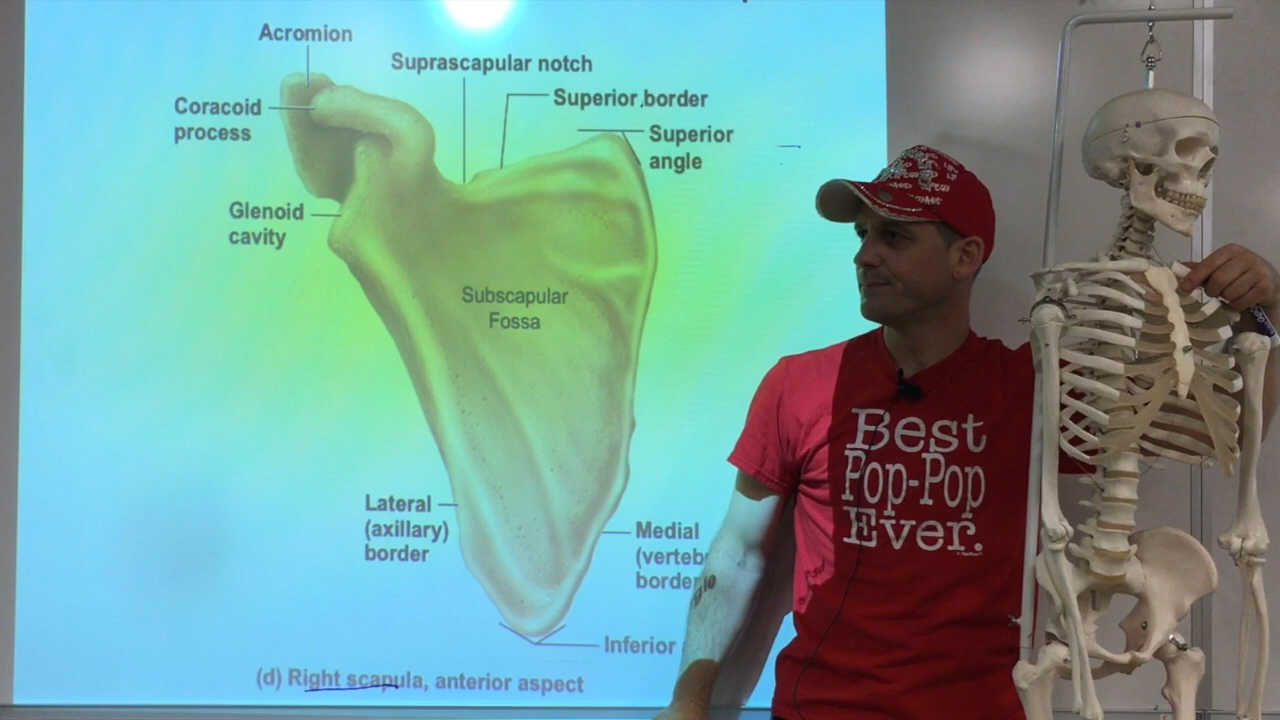 Acromion
Suprascapular notch
Coracoid
process
Superior border
Superior
angle
Glenoid
cavity
Subscapular
Fossa
Lateral
(axillary)
border
Medial
(verteb
border
Inferior
(d) Right scapula, anterior aspect
Best
Pop-Pop
Ever.